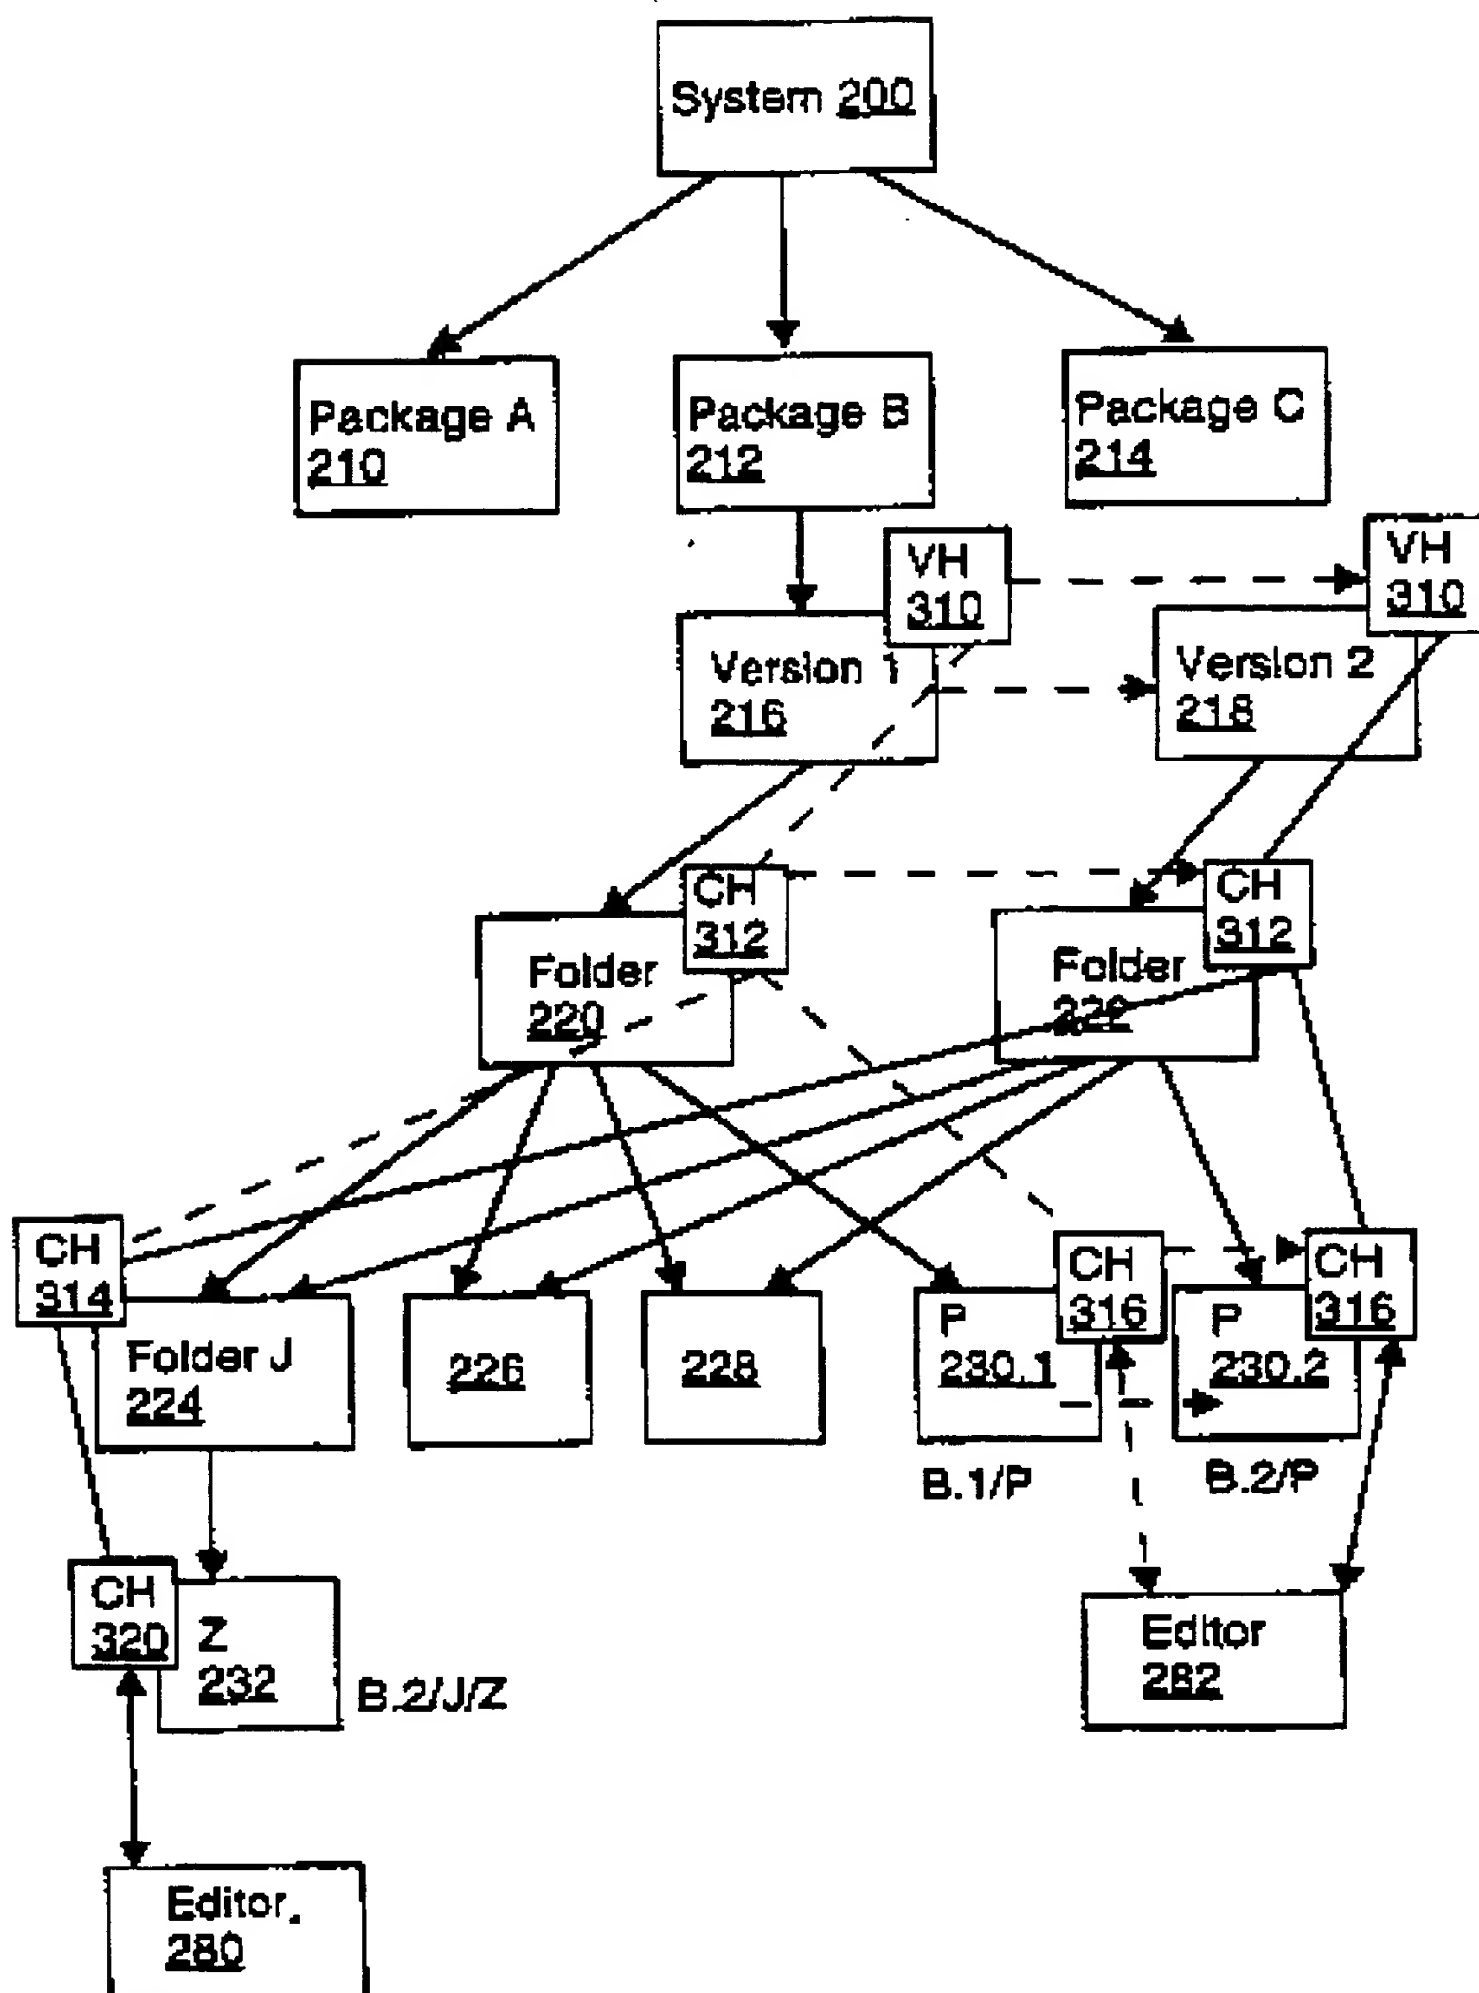 System 200
Package A
210
Package B
212
Package C
214
VH
310
VH
310
Version 1
216
Version 2
218
CH
312
CH
312
Folder
220
Folder
222
CH
314
CH
316
CH
316
Folder J
224
226
228
P
230.1
P
230.2
B.1/P
B.2/P
CH
320
Z
232
B.2/J/Z
Editor
282
Editor.
280